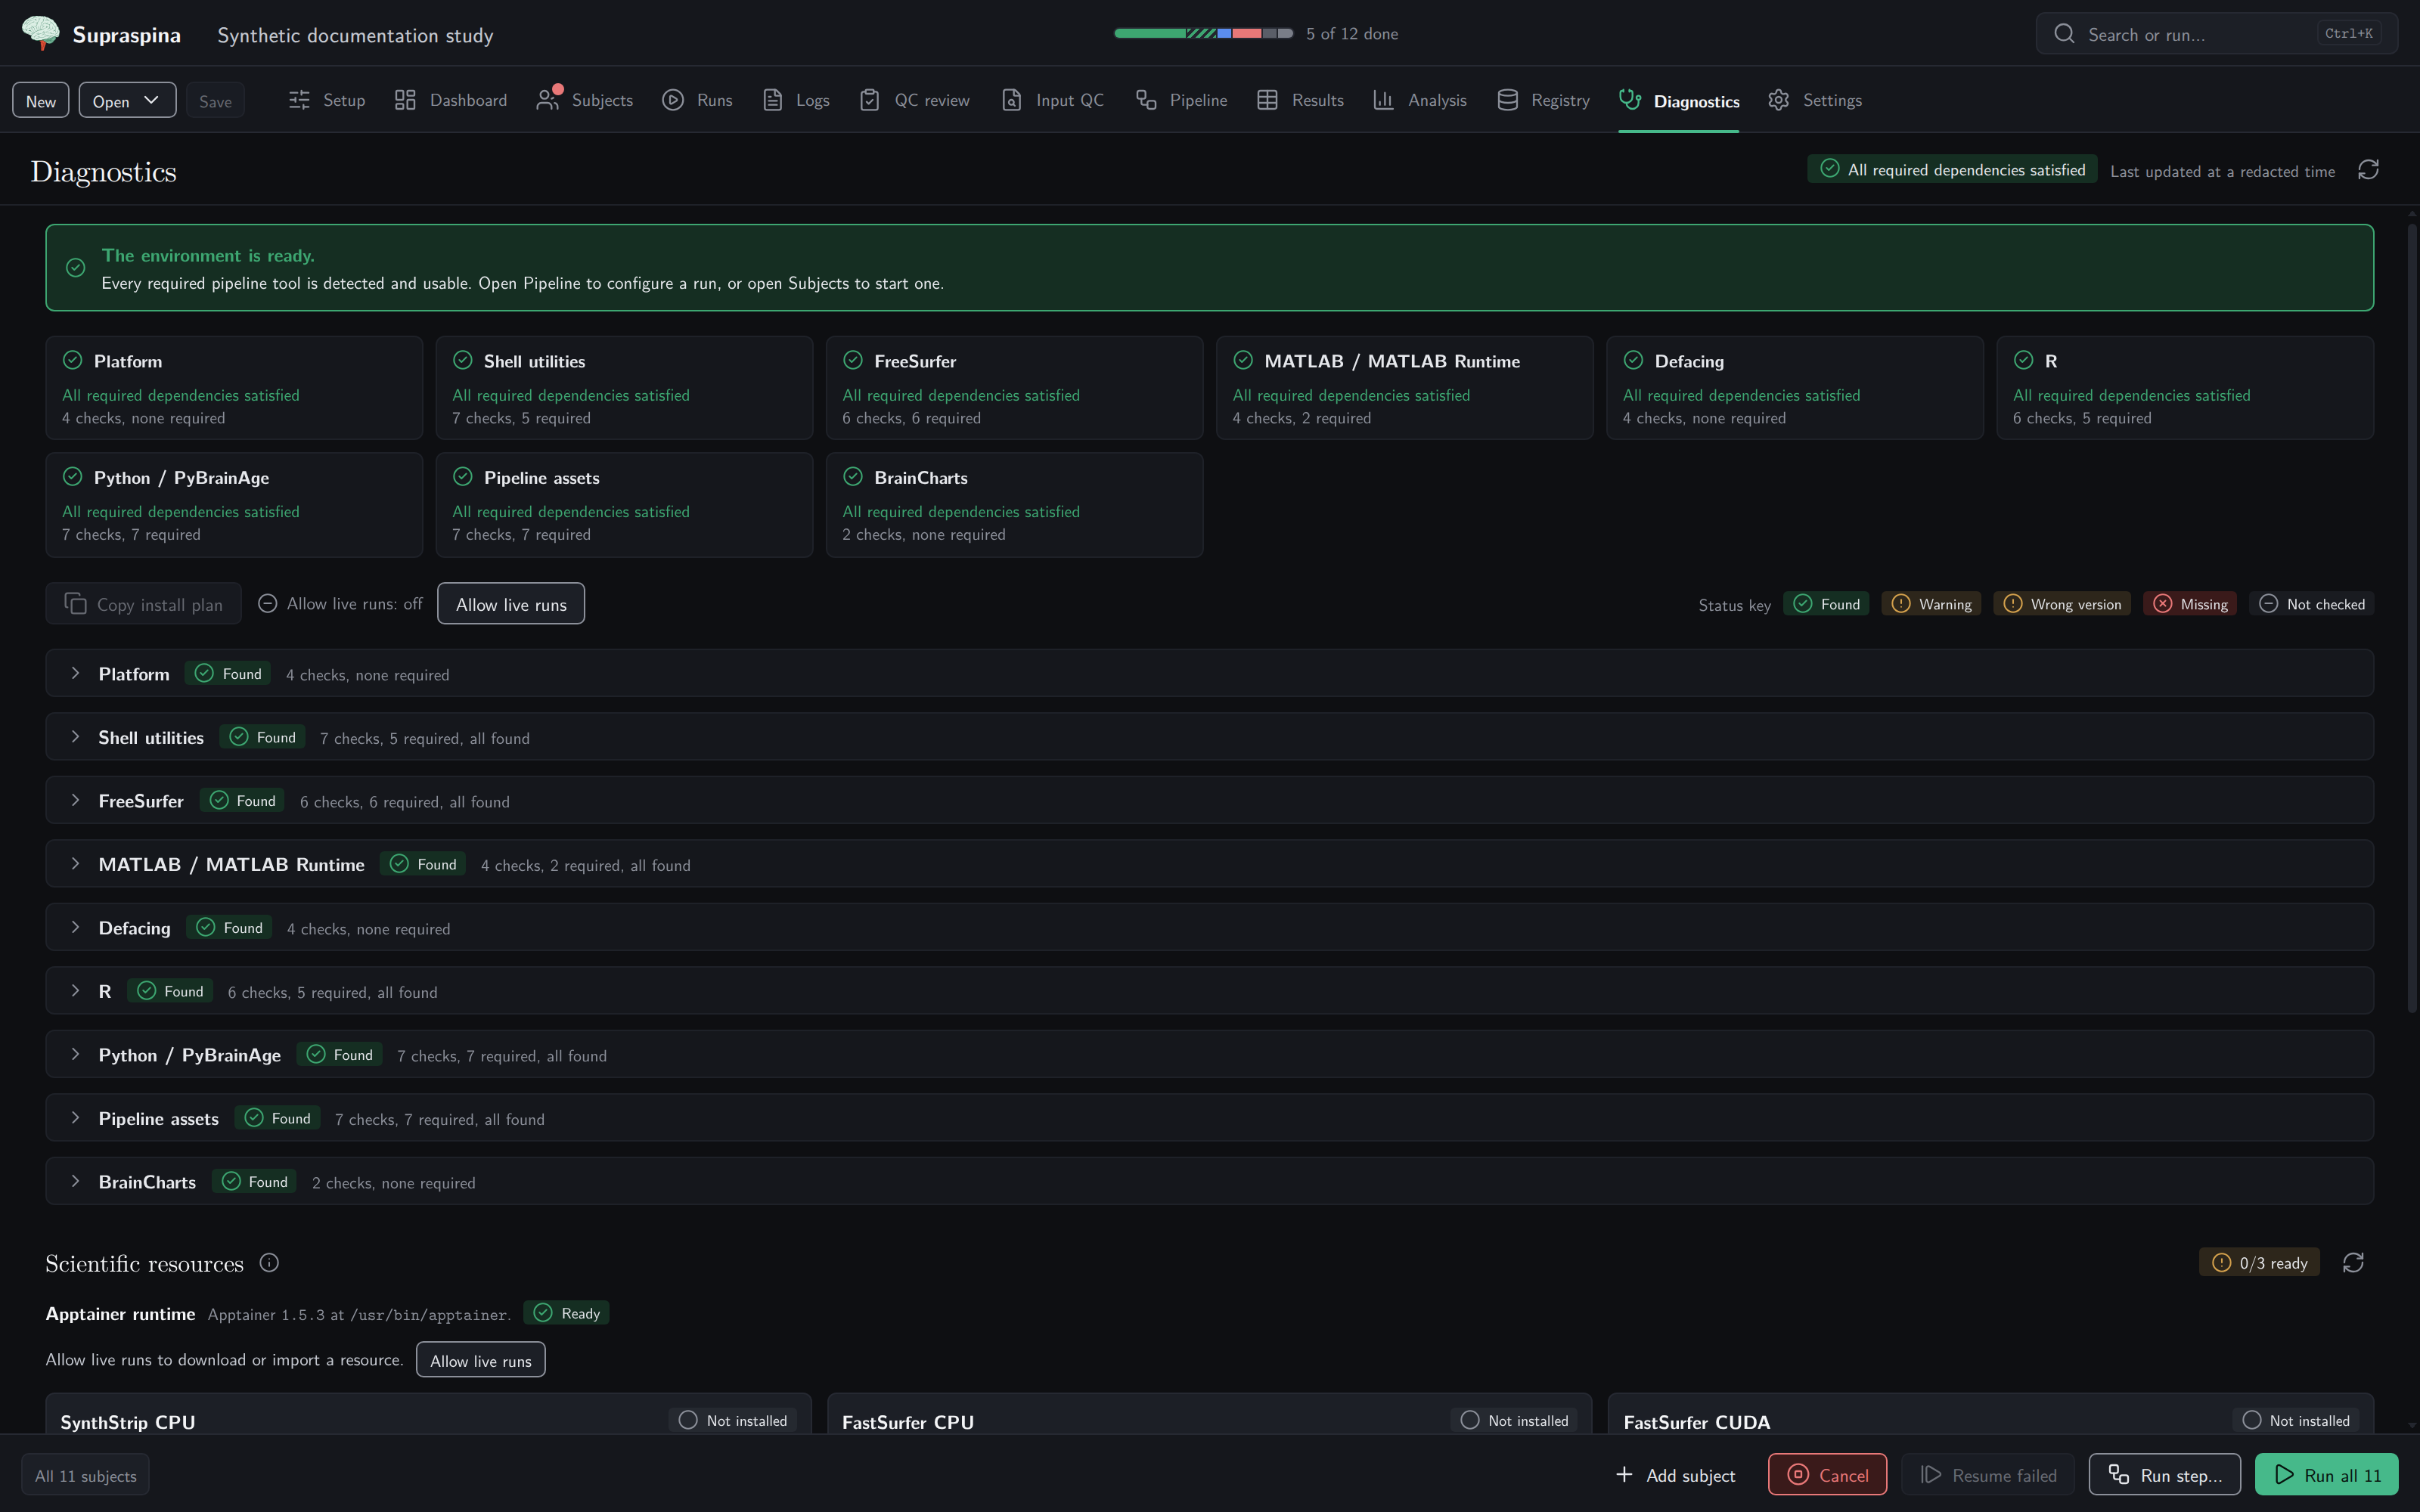 Supraspina Synthetic documentation study 5 of 12 done Search or run... Ctrl+K
New Open Save Setup Dashboard Subjects Runs Logs QC review Input QC Pipeline Results Analysis Registry Diagnostics Settings
Diagnostics All required dependencies satisfied Last updated at a redacted time
The environment is ready.
Every required pipeline tool is detected and usable. Open Pipeline to configure a run, or open Subjects to start one.
Platform
All required dependencies satisfied
4 checks, none required
Shell utilities
All required dependencies satisfied
7 checks, 5 required
FreeSurfer
All required dependencies satisfied
6 checks, 6 required
MATLAB / MATLAB Runtime
All required dependencies satisfied
4 checks, 2 required
Defacing
All required dependencies satisfied
4 checks, none required
R
All required dependencies satisfied
6 checks, 5 required
Python / PyBrainAge
All required dependencies satisfied
7 checks, 7 required
Pipeline assets
All required dependencies satisfied
7 checks, 7 required
BrainCharts
All required dependencies satisfied
2 checks, none required
Copy install plan Allow live runs: off Allow live runs Status key Found Warning Wrong version Missing Not checked
Platform Found 4 checks, none required
Shell utilities Found 7 checks, 5 required, all found
FreeSurfer Found 6 checks, 6 required, all found
MATLAB / MATLAB Runtime Found 4 checks, 2 required, all found
Defacing Found 4 checks, none required
R Found 6 checks, 5 required, all found
Python / PyBrainAge Found 7 checks, 7 required, all found
Pipeline assets Found 7 checks, 7 required, all found
BrainCharts Found 2 checks, none required
Scientific resources 0/3 ready
Apptainer runtime Apptainer 1.5.3 at /usr/bin/apptainer. Ready
Allow live runs to download or import a resource. Allow live runs
SynthStrip CPU Not installed FastSurfer CPU Not installed FastSurfer CUDA Not installed
All 11 subjects Add subject Cancel Resume failed Run step... Run all 11